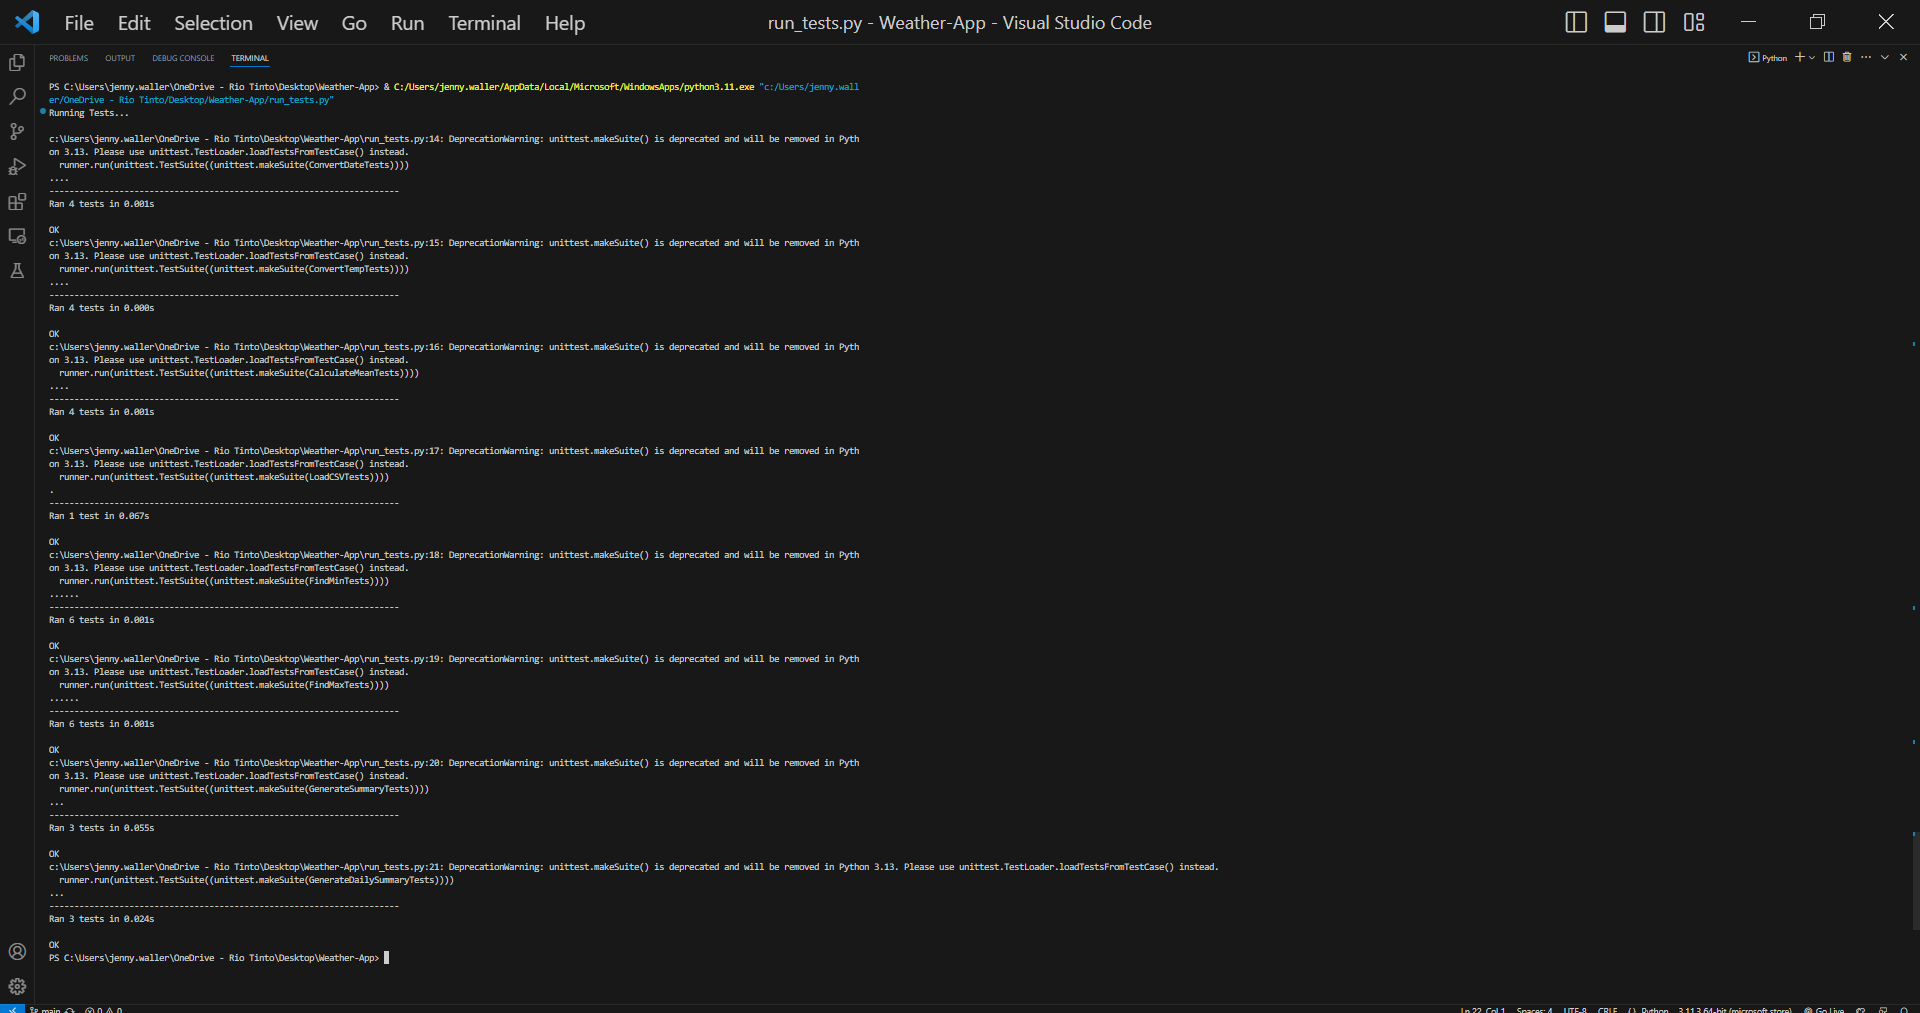 File Edit Selection View Go Run Terminal Help run_tests.py - Weather-App - Visual Studio Code
PROBLEMS OUTPUT DEBUG CONSOLE TERMINAL Python
PS C:\Users\jenny.waller\OneDrive - Rio Tinto\Desktop\Weather-App> & C:/Users/jenny.waller/AppData/Local/Microsoft/WindowsApps/python3.11.exe "c:/Users/jenny.wall
er/OneDrive - Rio Tinto/Desktop/Weather-App/run_tests.py"
Running Tests...
c:\Users\jenny.waller\OneDrive - Rio Tinto\Desktop\Weather-App\run_tests.py:14: DeprecationWarning: unittest.makeSuite() is deprecated and will be removed in Pyth
on 3.13. Please use unittest.TestLoader.loadTestsFromTestCase() instead.
runner.run(unittest.TestSuite((unittest.makeSuite(ConvertDateTests))))
....
----------------------------------------------------------------------
Ran 4 tests in 0.001s
OK
c:\Users\jenny.waller\OneDrive - Rio Tinto\Desktop\Weather-App\run_tests.py:15: DeprecationWarning: unittest.makeSuite() is deprecated and will be removed in Pyth
on 3.13. Please use unittest.TestLoader.loadTestsFromTestCase() instead.
runner.run(unittest.TestSuite((unittest.makeSuite(ConvertTempTests))))
....
----------------------------------------------------------------------
Ran 4 tests in 0.000s
OK
c:\Users\jenny.waller\OneDrive - Rio Tinto\Desktop\Weather-App\run_tests.py:16: DeprecationWarning: unittest.makeSuite() is deprecated and will be removed in Pyth
on 3.13. Please use unittest.TestLoader.loadTestsFromTestCase() instead.
runner.run(unittest.TestSuite((unittest.makeSuite(CalculateMeanTests))))
....
----------------------------------------------------------------------
Ran 4 tests in 0.001s
OK
c:\Users\jenny.waller\OneDrive - Rio Tinto\Desktop\Weather-App\run_tests.py:17: DeprecationWarning: unittest.makeSuite() is deprecated and will be removed in Pyth
on 3.13. Please use unittest.TestLoader.loadTestsFromTestCase() instead.
runner.run(unittest.TestSuite((unittest.makeSuite(LoadCSVTests))))
.
----------------------------------------------------------------------
Ran 1 test in 0.067s
OK
c:\Users\jenny.waller\OneDrive - Rio Tinto\Desktop\Weather-App\run_tests.py:18: DeprecationWarning: unittest.makeSuite() is deprecated and will be removed in Pyth
on 3.13. Please use unittest.TestLoader.loadTestsFromTestCase() instead.
runner.run(unittest.TestSuite((unittest.makeSuite(FindMinTests))))
......
----------------------------------------------------------------------
Ran 6 tests in 0.001s
OK
c:\Users\jenny.waller\OneDrive - Rio Tinto\Desktop\Weather-App\run_tests.py:19: DeprecationWarning: unittest.makeSuite() is deprecated and will be removed in Pyth
on 3.13. Please use unittest.TestLoader.loadTestsFromTestCase() instead.
runner.run(unittest.TestSuite((unittest.makeSuite(FindMaxTests))))
......
----------------------------------------------------------------------
Ran 6 tests in 0.001s
OK
c:\Users\jenny.waller\OneDrive - Rio Tinto\Desktop\Weather-App\run_tests.py:20: DeprecationWarning: unittest.makeSuite() is deprecated and will be removed in Pyth
on 3.13. Please use unittest.TestLoader.loadTestsFromTestCase() instead.
runner.run(unittest.TestSuite((unittest.makeSuite(GenerateSummaryTests))))
...
----------------------------------------------------------------------
Ran 3 tests in 0.055s
OK
c:\Users\jenny.waller\OneDrive - Rio Tinto\Desktop\Weather-App\run_tests.py:21: DeprecationWarning: unittest.makeSuite() is deprecated and will be removed in Python 3.13. Please use unittest.TestLoader.loadTestsFromTestCase() instead.
runner.run(unittest.TestSuite((unittest.makeSuite(GenerateDailySummaryTests))))
...
----------------------------------------------------------------------
Ran 3 tests in 0.024s
OK
PS C:\Users\jenny.waller\OneDrive - Rio Tinto\Desktop\Weather-App>
main 0 0 Ln 22, Col 1 Spaces: 4 UTF-8 CRLF Python 3.11.3 64-bit (microsoft store) Go Live